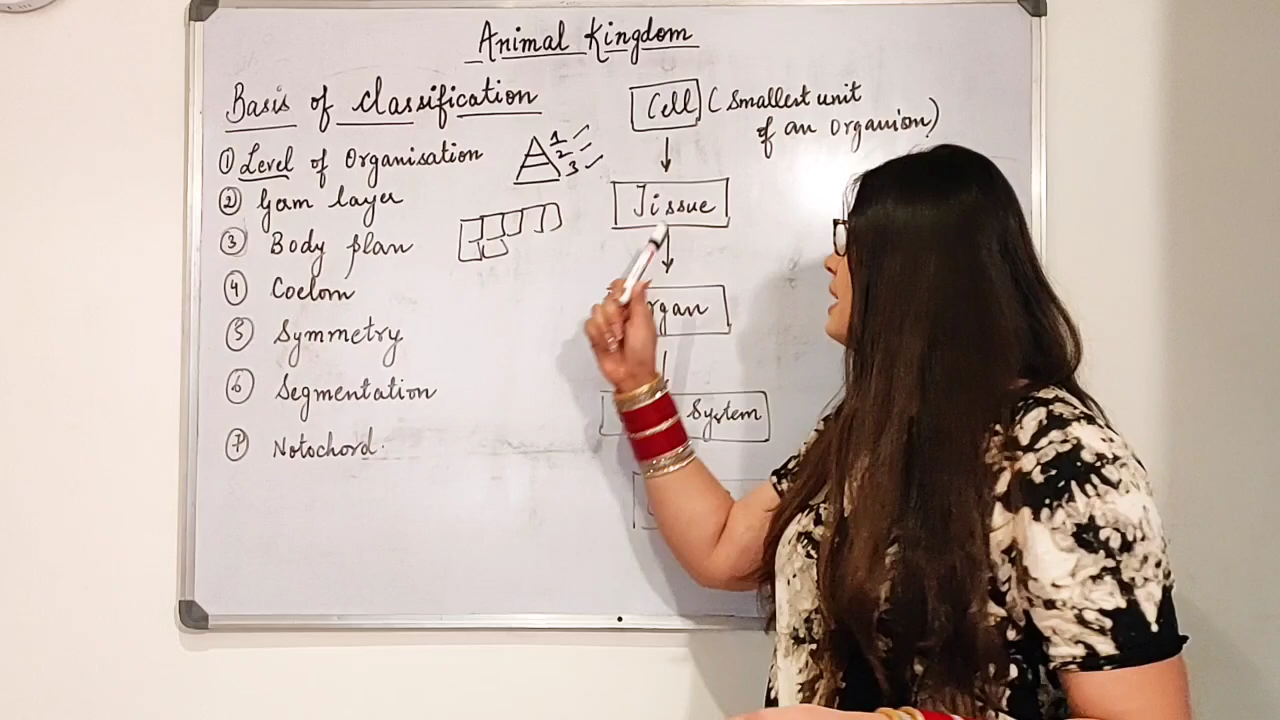 Animal Kingdom
Basis of classification
① Level of Organisation
1
2
3
② Germ layer
③ Body plan
④ Coelom
⑤ Symmetry
⑥ Segmentation
⑦ Notochord.
Cell (Smallest unit
of an Organism)
Tissue
System